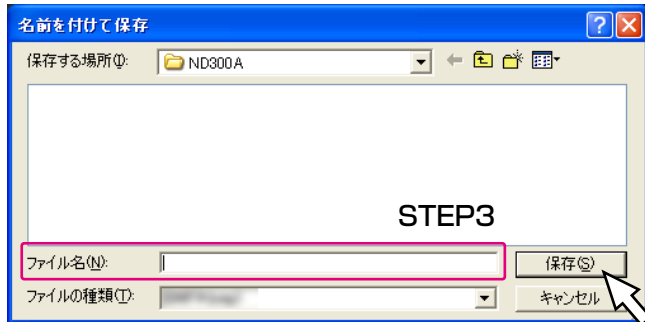 名前を付けて保存
保存する場所(I): ND300A
STEP3
ファイル名(N):
保存(S)
ファイルの種類(T):
キャンセル